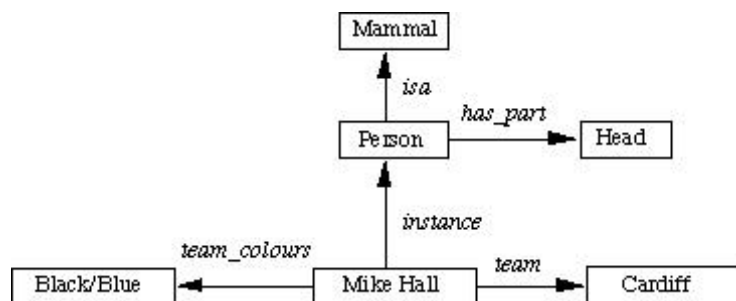 Mammal
isa
has_part
Person
Head
instance
team_colours
team
Black/Blue
Mike Hall
Cardiff